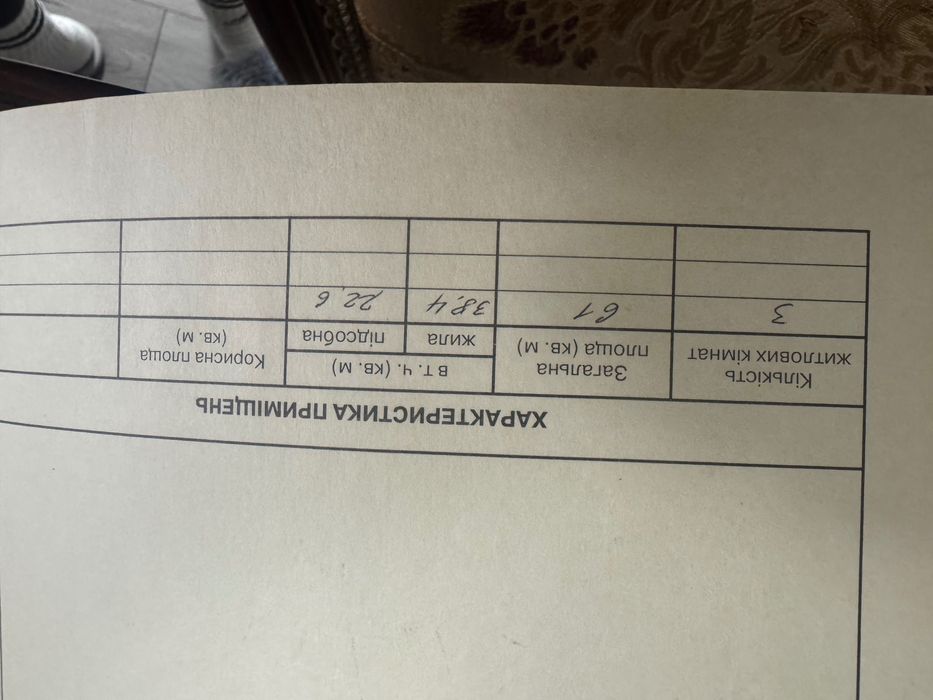 ХАРАКТЕРИСТИКА ПРИМІЩЕНЬ
Кількість
житлових кімнат
Загальна
площа (кв. м)
в т. ч. (кв. м)
жила
підсобна
Корисна площа
(кв. м)
3
61
38,4
22,6